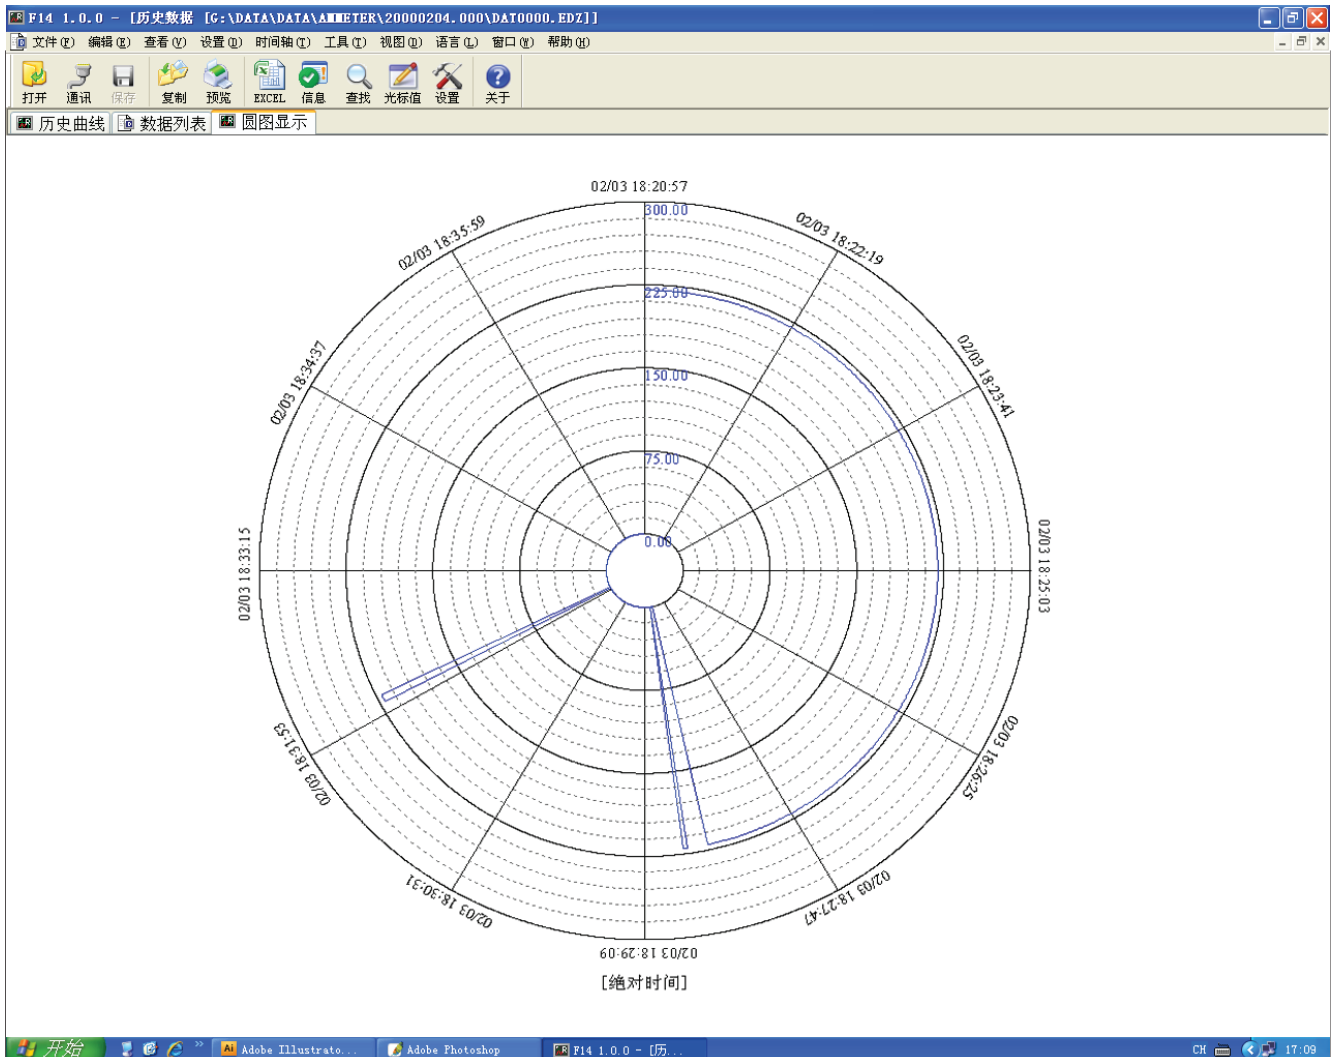 F14 1.0.0 - [历史数据 [G:\DATA\DATA\AMMETER\20000204.000\DAT0000.EDZ]]
文件(F) 编辑(E) 查看(V) 设置(D) 时间轴(T) 工具(I) 视图(D) 语言(L) 窗口(W) 帮助(H)
打开 通讯 保存 复制 预览 EXCEL 信息 查找 光标值 设置 关于
历史曲线 数据列表 圆图显示
02/03 18:20:57
02/03 18:22:19
02/03 18:23:41
02/03 18:25:03
02/03 18:26:25
02/03 18:27:47
02/03 18:29:09
02/03 18:30:31
02/03 18:31:53
02/03 18:33:15
02/03 18:34:37
02/03 18:35:59
300.00
225.00
150.00
75.00
0.00
[绝对时间]
开始 » Ai Adobe Illustrato... Adobe Photoshop F14 1.0.0 - [历... CH 17:09